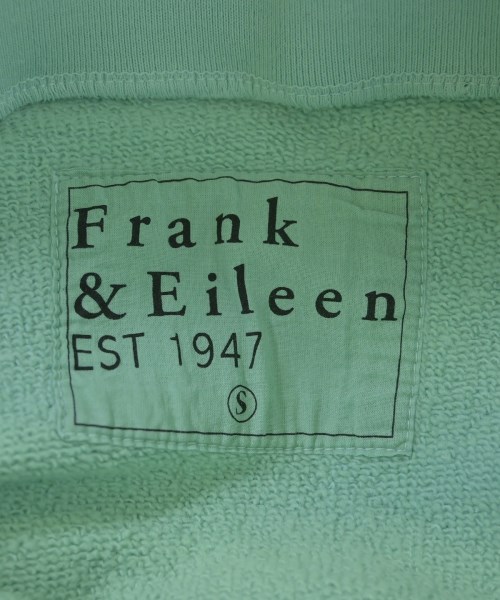 Frank
& Eileen
EST 1947
S